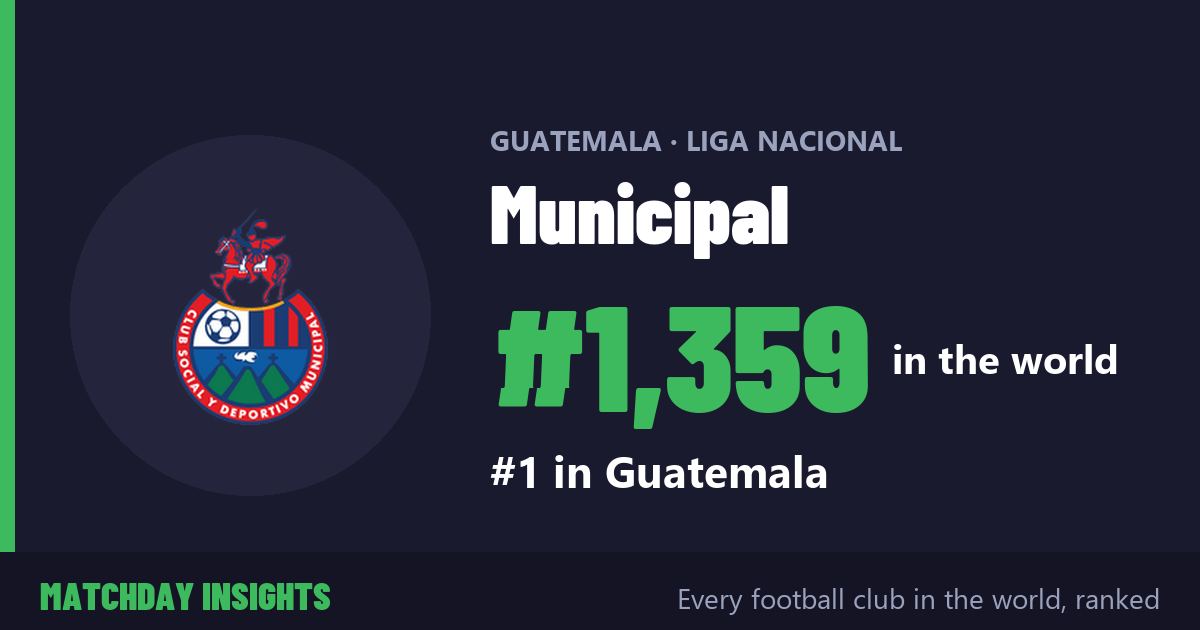 GUATEMALA · LIGA NACIONAL
Municipal
#1,359 in the world
#1 in Guatemala
CLUB SOCIAL Y DEPORTIVO MUNICIPAL
MATCHDAY INSIGHTS
Every football club in the world, ranked